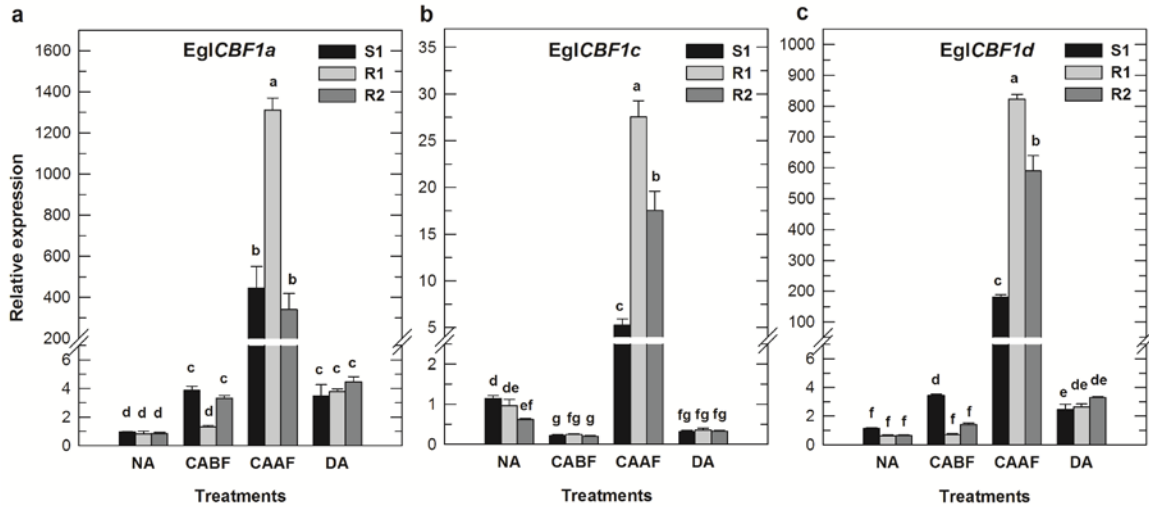 a
EglCBF1a
S1
R1
R2
Relative expression
1600
1400
1200
1000
800
600
400
200
6
4
2
0
d d d
c d c
b a b
c c c
NA CABF CAAF DA
Treatments
b
EglCBF1c
S1
R1
R2
35
30
25
20
15
10
5
2
1
0
d de ef
g fg g
c a b
fg fg fg
NA CABF CAAF DA
Treatments
c
EglCBF1d
S1
R1
R2
1000
900
800
700
600
500
400
300
200
100
6
4
2
0
f f f
d f f
c a b
e de de
NA CABF CAAF DA
Treatments